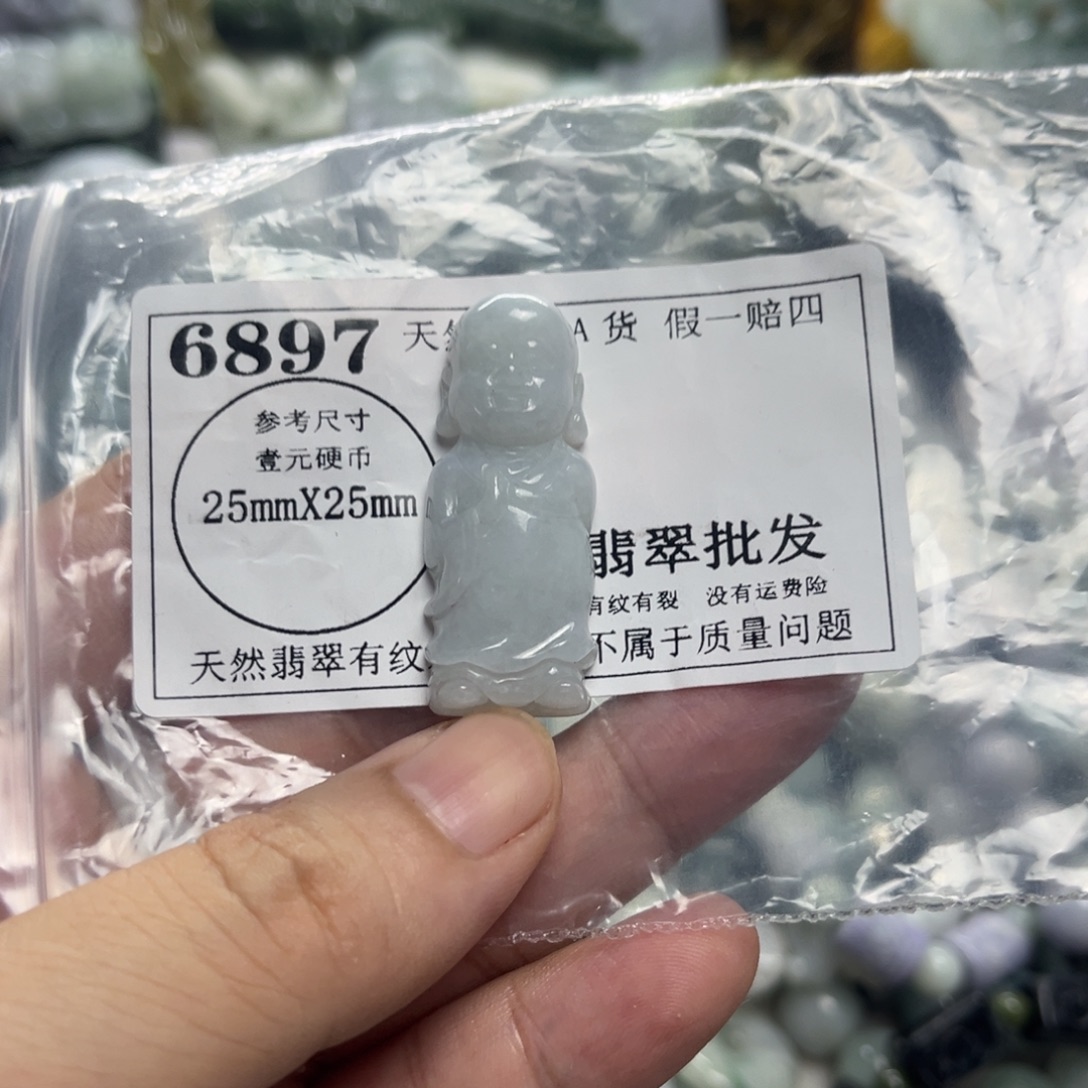 6897 天 A 货 假一赔四
参考尺寸
壹元硬币
25mmX25mm
翡翠批发
有纹有裂 没有运费险
天然翡翠有纹 不属于质量问题